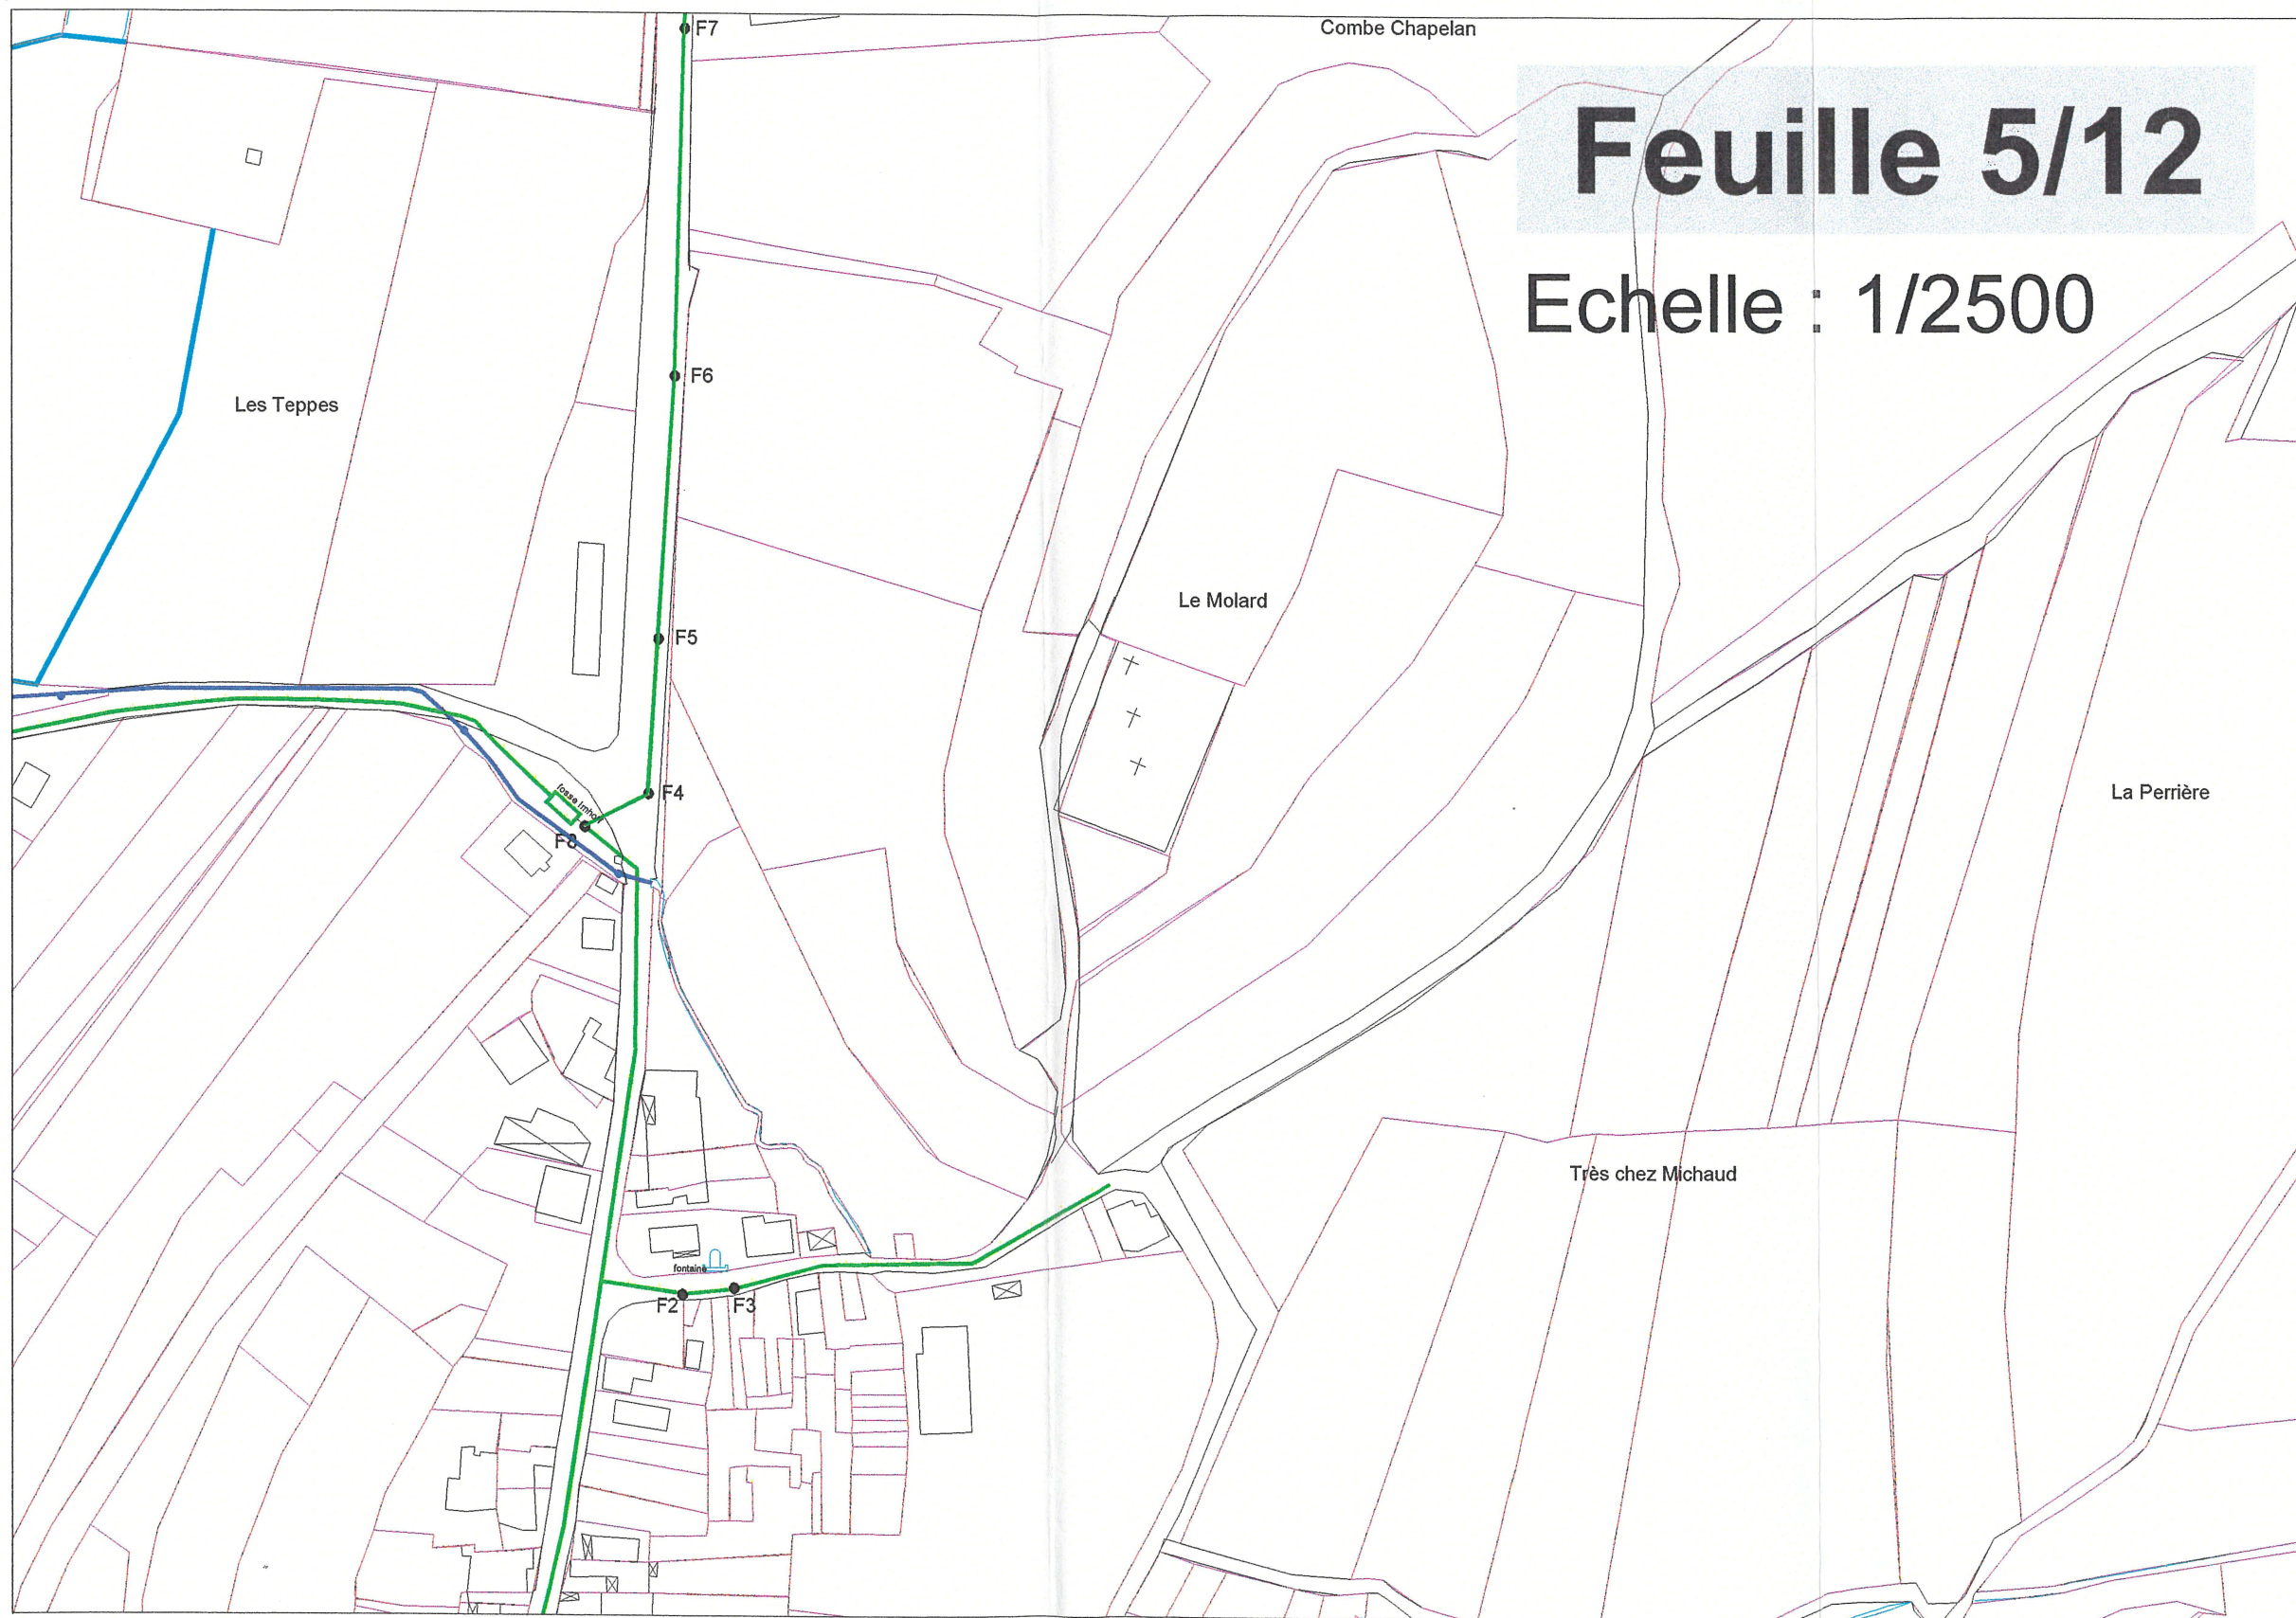 F7
Combe Chapelan
Feuille 5/12
Echelle : 1/2500
F6
Les Teppes
Le Molard
F5
fosse Imhoff
F4
La Perrière
F8
Très chez Michaud
fontaine
F2
F3